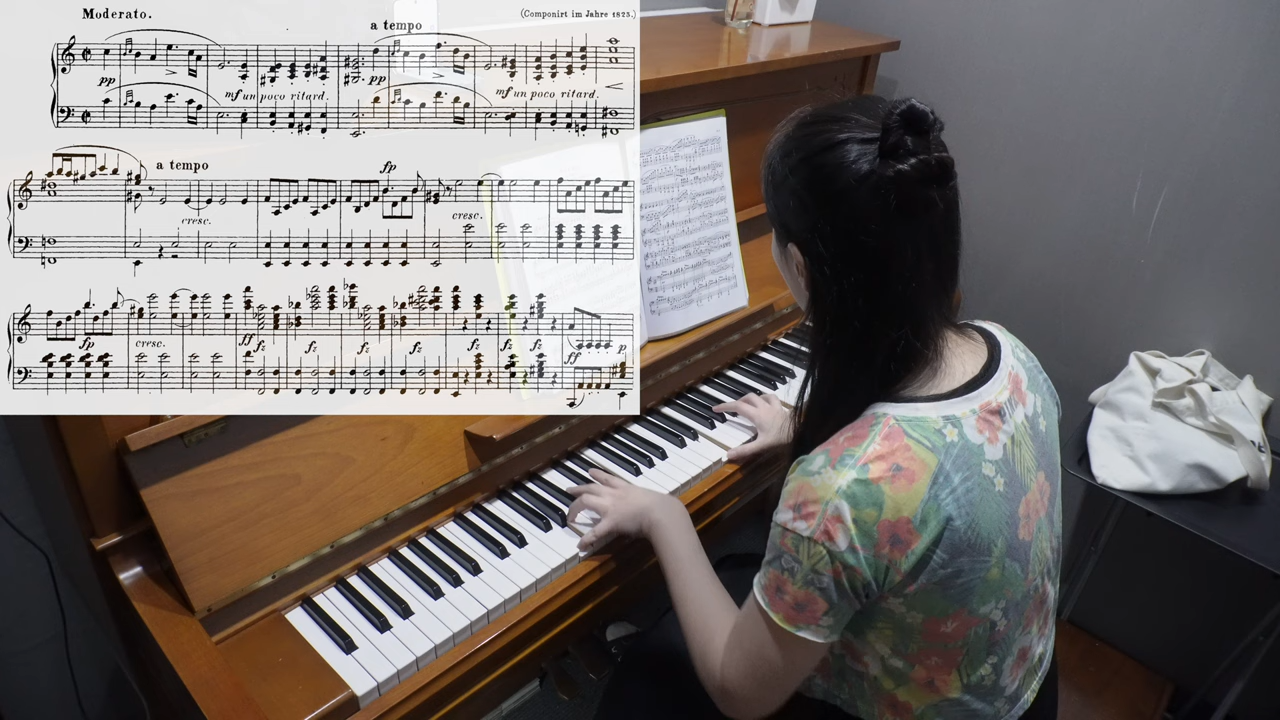 Moderato.
(Componirt im Jahre 1825.)
a tempo
pp
mf un poco ritard.
pp
mf un poco ritard.
a tempo
fp
cresc.
cresc.
fp
cresc.
ff
fz
fz
fz
fz
fz
fz
fz
ff
p